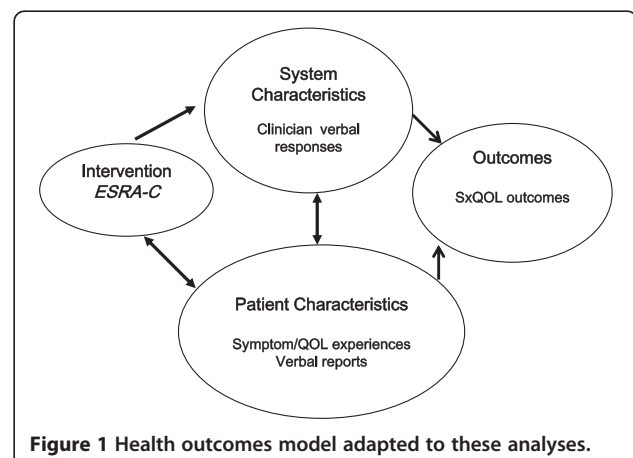 System
Characteristics
Clinician verbal
responses
Intervention
ESRA-C
Outcomes
SxQOL outcomes
Patient Characteristics
Symptom/QOL experiences
Verbal reports
Figure 1 Health outcomes model adapted to these analyses.